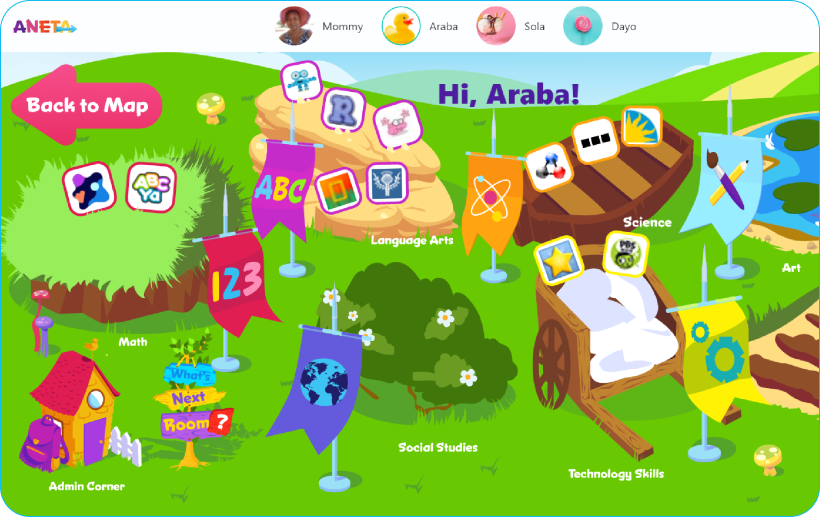 ANETA
Mommy
Araba
Sola
Dayo
Hi, Araba!
Back to Map
R
ABC
Ya
ABC
PBS
KIDS
Science
Language Arts
Art
123
Math
What's
Next
Room ?
Social Studies
Technology Skills
Admin Corner